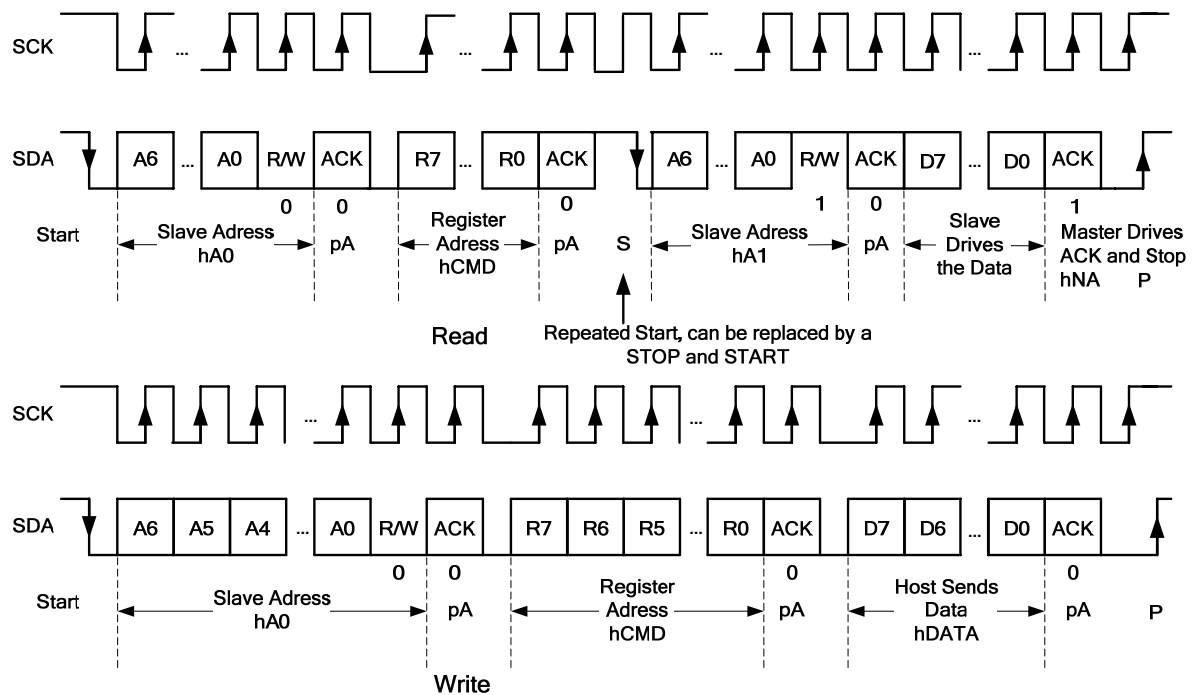 SCK ... ... ... ...
SDA A6 ... A0 R/W ACK R7 ... R0 ACK A6 ... A0 R/W ACK D7 ... D0 ACK
0 0 0 1 0 1
Start Slave Adress pA Register pA S Slave Adress pA Slave Master Drives
hA0 Adress hA1 Drives ACK and Stop
hCMD the Data hNA P
Read Repeated Start, can be replaced by a
STOP and START
SCK ... ... ...
SDA A6 A5 A4 ... A0 R/W ACK R7 R6 R5 ... R0 ACK D7 D6 ... D0 ACK
0 0 0 0
Start Slave Adress pA Register pA Host Sends pA P
hA0 Adress Data
hCMD hDATA
Write